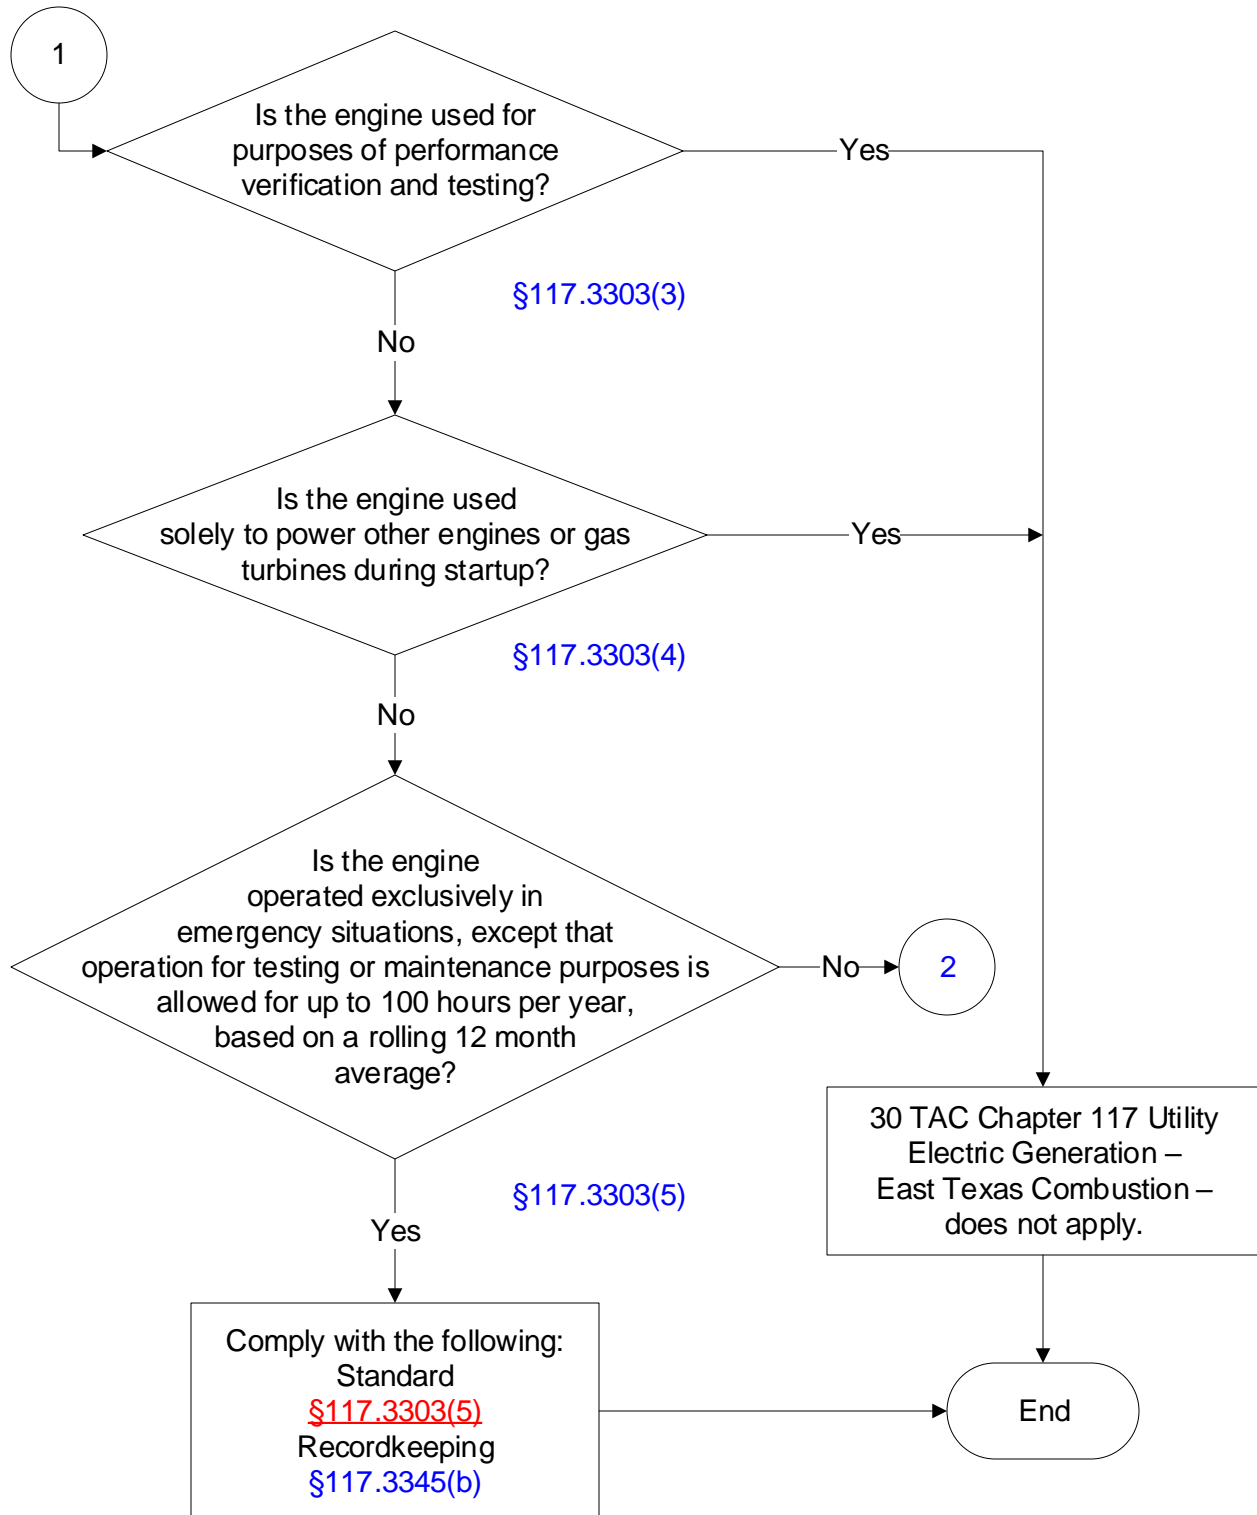 1
Is the engine used for
purposes of performance
verification and testing?
Yes
§117.3303(3)
No
Is the engine used
solely to power other engines or gas
turbines during startup?
Yes
§117.3303(4)
No
Is the engine
operated exclusively in
emergency situations, except that
operation for testing or maintenance purposes is
allowed for up to 100 hours per year,
based on a rolling 12 month
average?
No
2
§117.3303(5)
Yes
30 TAC Chapter 117 Utility
Electric Generation –
East Texas Combustion –
does not apply.
Comply with the following:
Standard
§117.3303(5)
Recordkeeping
§117.3345(b)
End